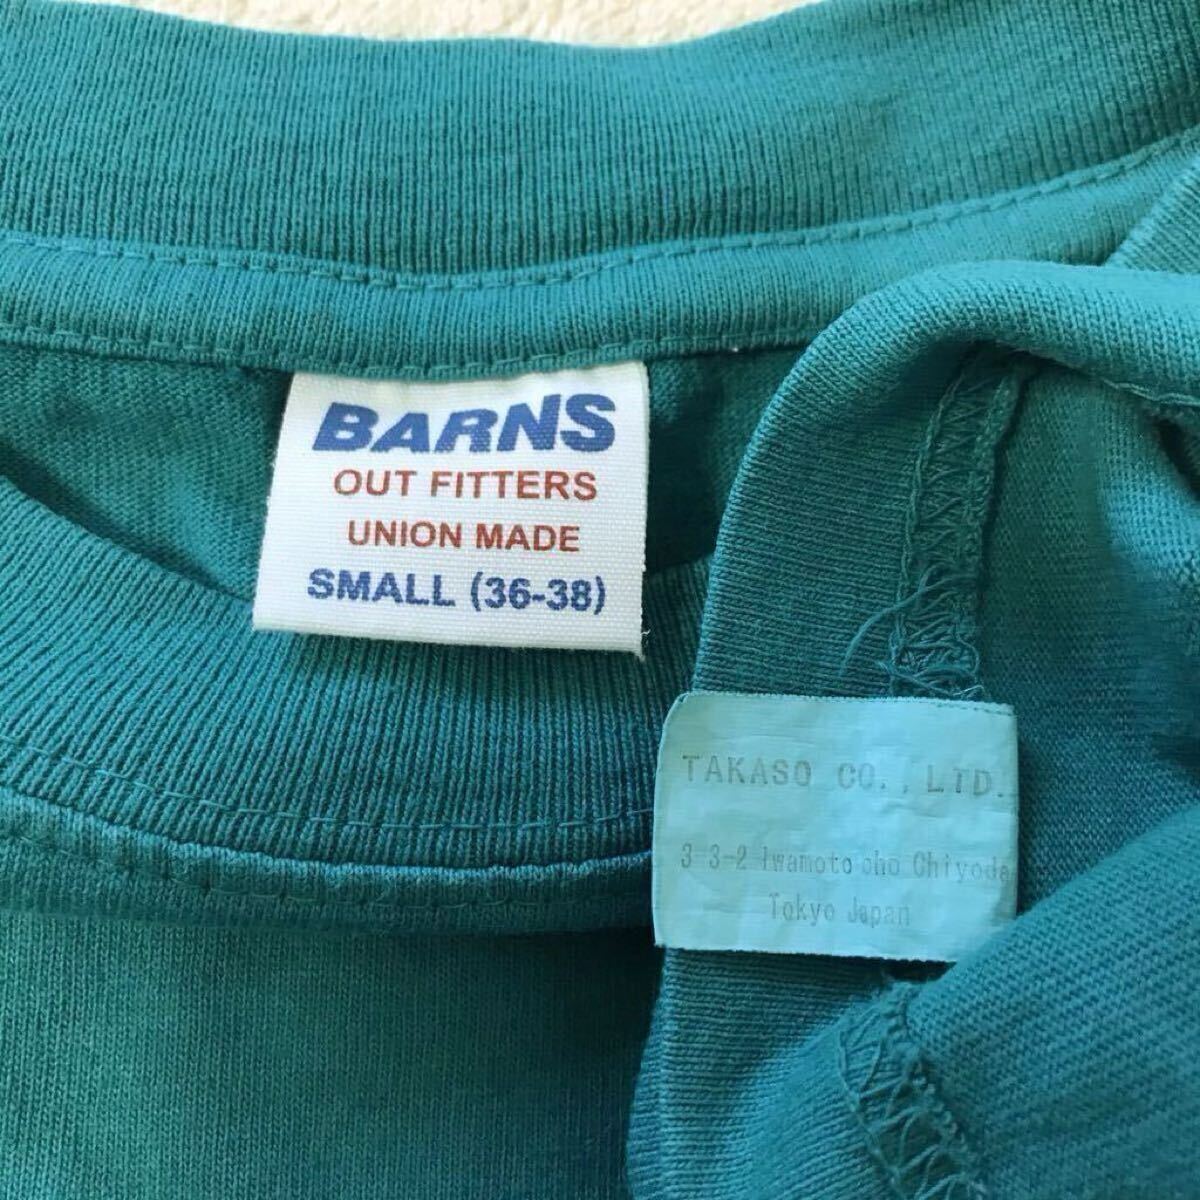 BARNS
OUT FITTERS
UNION MADE
SMALL (36-38)
TAKASO CO., LTD.
3-3-2 Iwamoto cho Chiyoda
Tokyo Japan